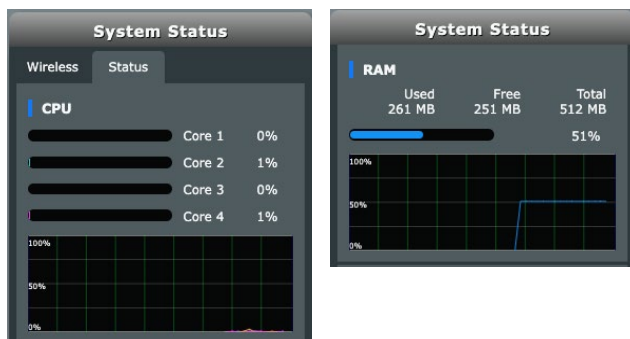 System Status
Wireless Status
CPU
Core 1 0%
Core 2 1%
Core 3 0%
Core 4 1%
100%
50%
0%
System Status
RAM
Used Free Total
261 MB 251 MB 512 MB
51%
100%
50%
0%